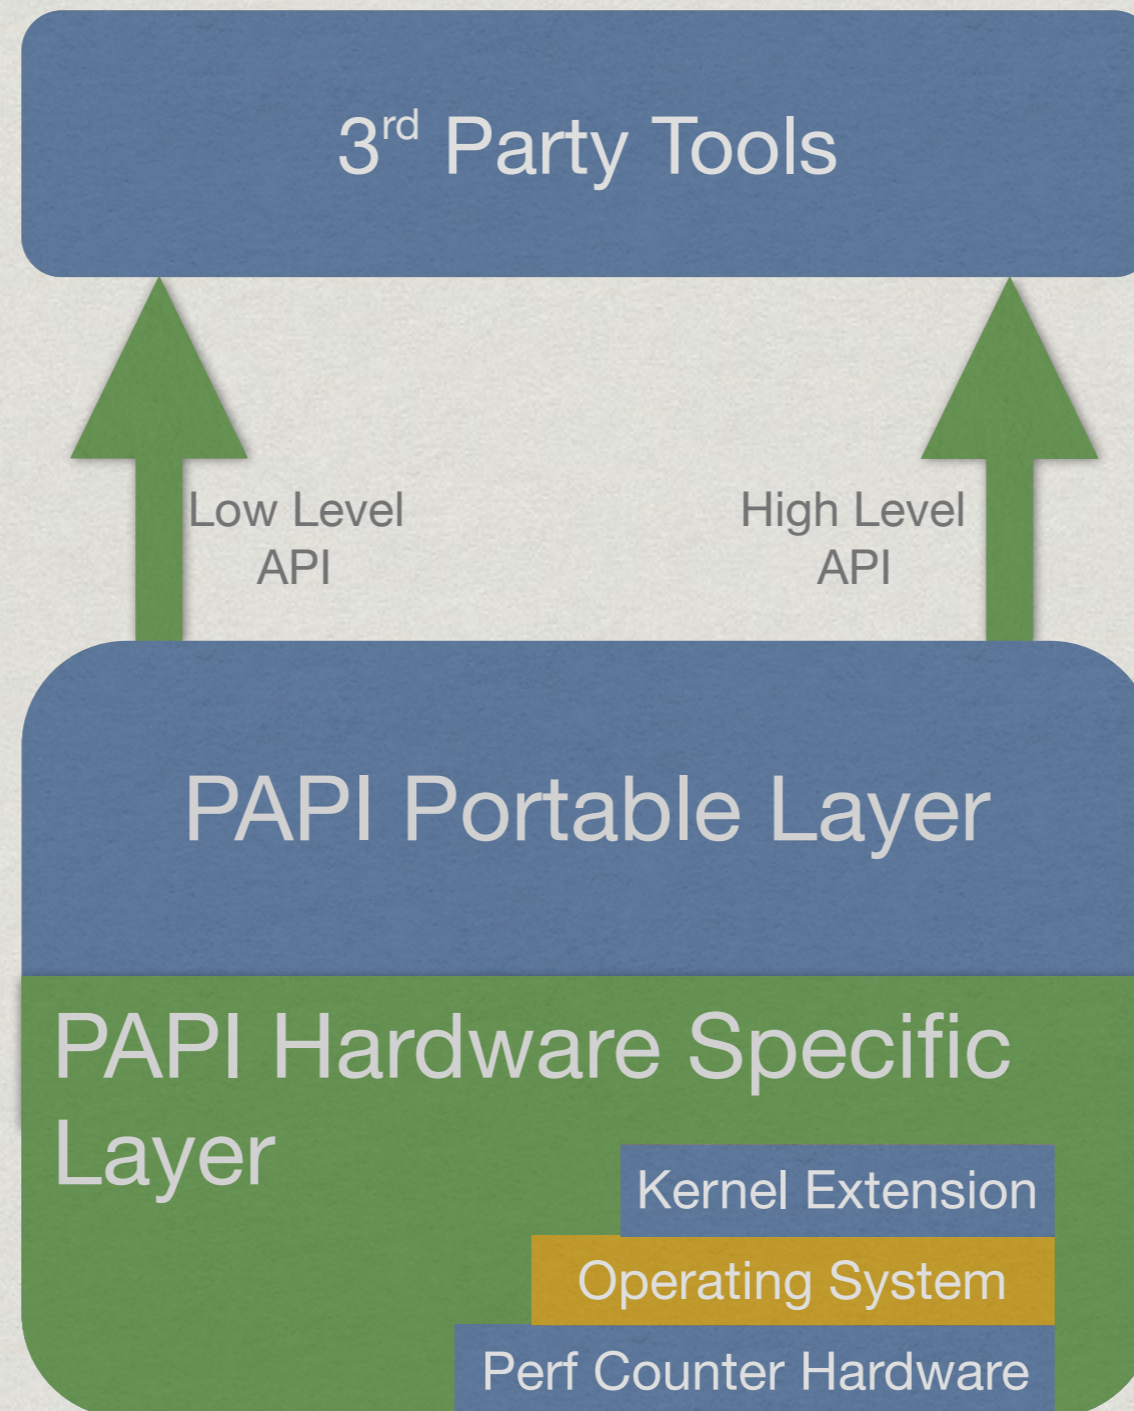 3rd Party Tools
Low Level
API
High Level
API
PAPI Portable Layer
PAPI Hardware Specific
Layer
Kernel Extension
Operating System
Perf Counter Hardware